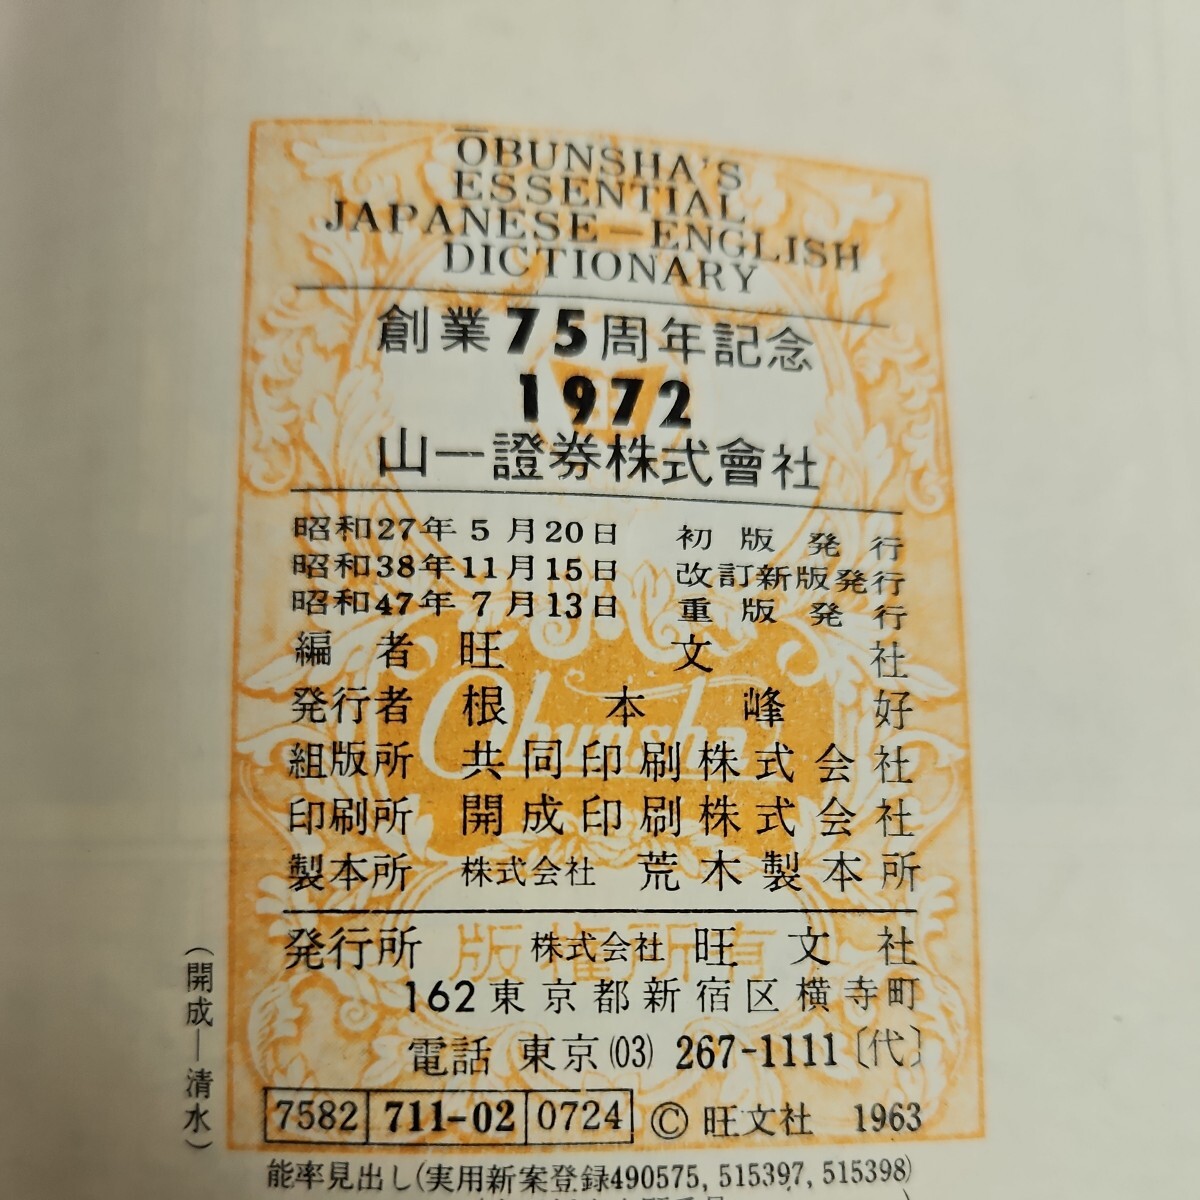 ŌBUNSHA'S
ESSENTIAL
JAPANESE—ENGLISH
DICTIONARY
創業75周年記念
1972
山一證券株式會社
昭和27年 5 月20日 初版発行
昭和38年11月15日 改訂新版発行
昭和47年 7 月13日 重版発行
編者 旺文社
発行者 根本峰好
組版所 共同印刷株式会社
印刷所 開成印刷株式会社
製本所 株式会社 荒木製本所
発行所 株式会社 旺文社
162 東京都新宿区横寺町
電話 東京(03) 267-1111〔代〕
7582 711-02 0724 ©旺文社 1963
能率見出し(実用新案登録490575, 515397, 515398)
(開成—清水)
Obunsha
版權所有